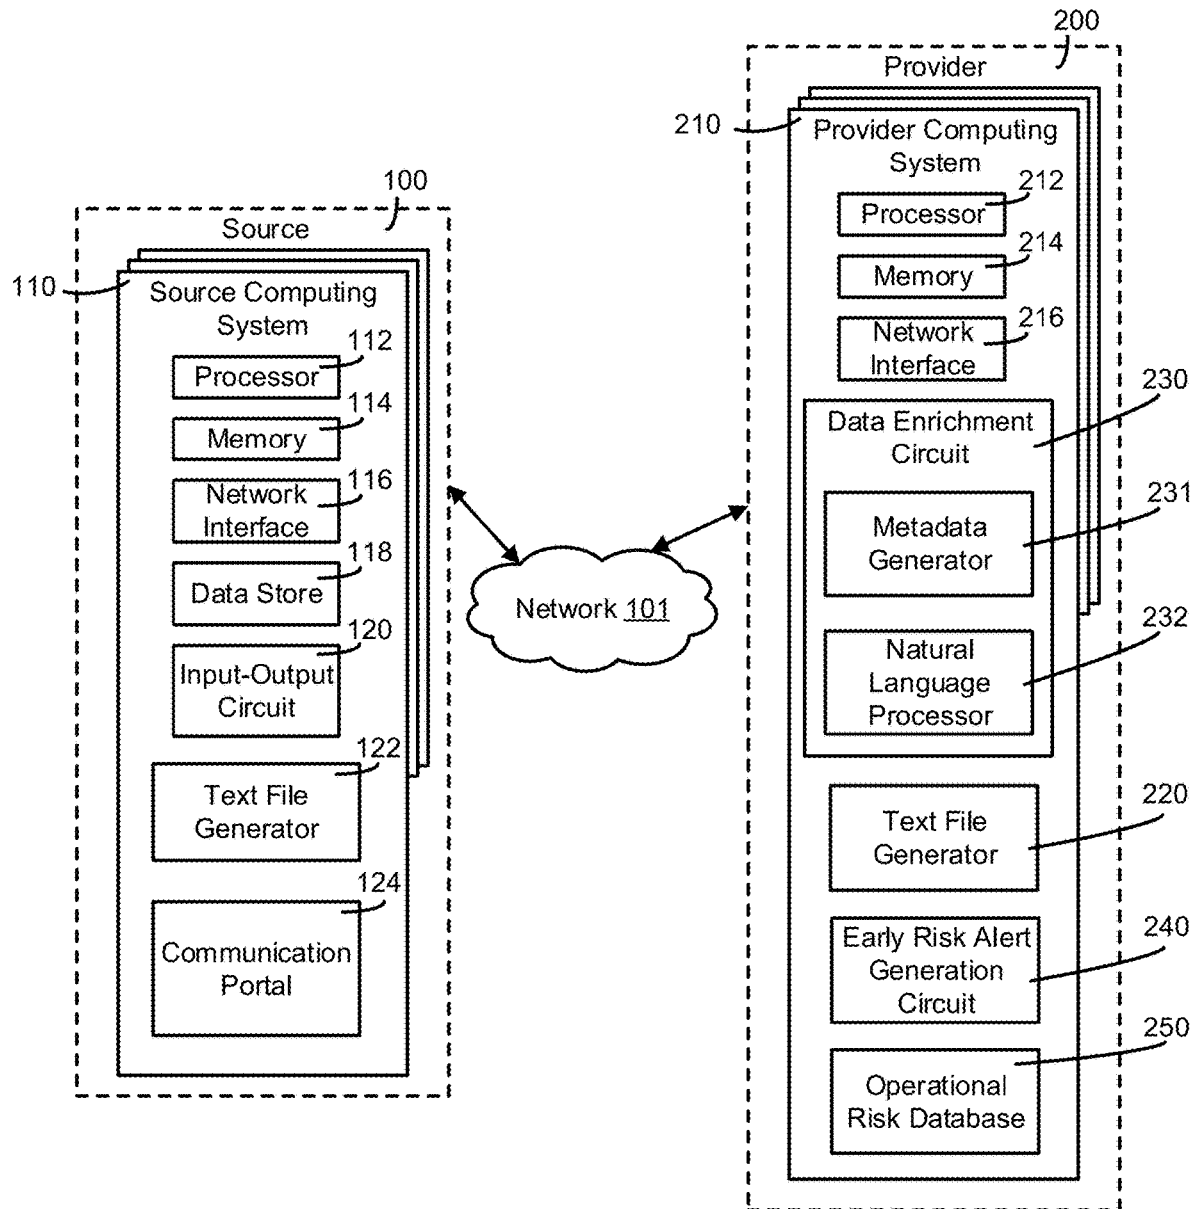 100
Source
110
Source Computing
System
112
Processor
114
Memory
116
Network
Interface
118
Data Store
120
Input-Output
Circuit
122
Text File
Generator
124
Communication
Portal
Network 101
200
Provider
210
Provider Computing
System
212
Processor
214
Memory
216
Network
Interface
230
Data Enrichment
Circuit
231
Metadata
Generator
232
Natural
Language
Processor
220
Text File
Generator
240
Early Risk Alert
Generation
Circuit
250
Operational
Risk Database